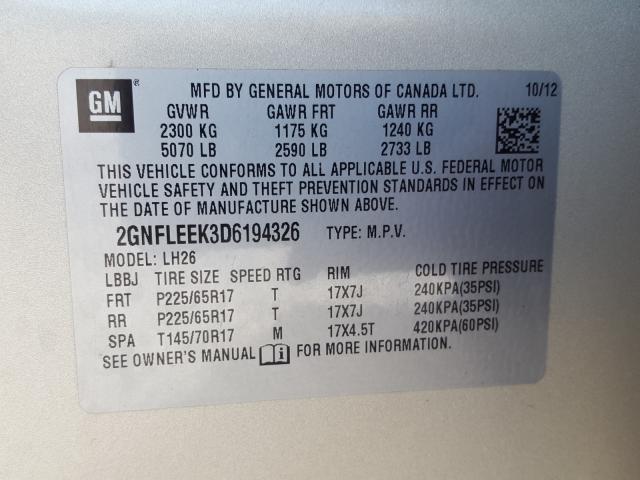 GM
MFD BY GENERAL MOTORS OF CANADA LTD. 10/12
GVWR GAWR FRT GAWR RR
2300 KG 1175 KG 1240 KG
5070 LB 2590 LB 2733 LB
THIS VEHICLE CONFORMS TO ALL APPLICABLE U.S. FEDERAL MOTOR
VEHICLE SAFETY AND THEFT PREVENTION STANDARDS IN EFFECT ON
THE DATE OF MANUFACTURE SHOWN ABOVE.
2GNFLEEK3D6194326 TYPE: M.P.V.
MODEL: LH26
LBBJ TIRE SIZE SPEED RTG RIM COLD TIRE PRESSURE
FRT P225/65R17 T 17X7J 240KPA(35PSI)
RR P225/65R17 T 17X7J 240KPA(35PSI)
SPA T145/70R17 M 17X4.5T 420KPA(60PSI)
SEE OWNER'S MANUAL i FOR MORE INFORMATION.